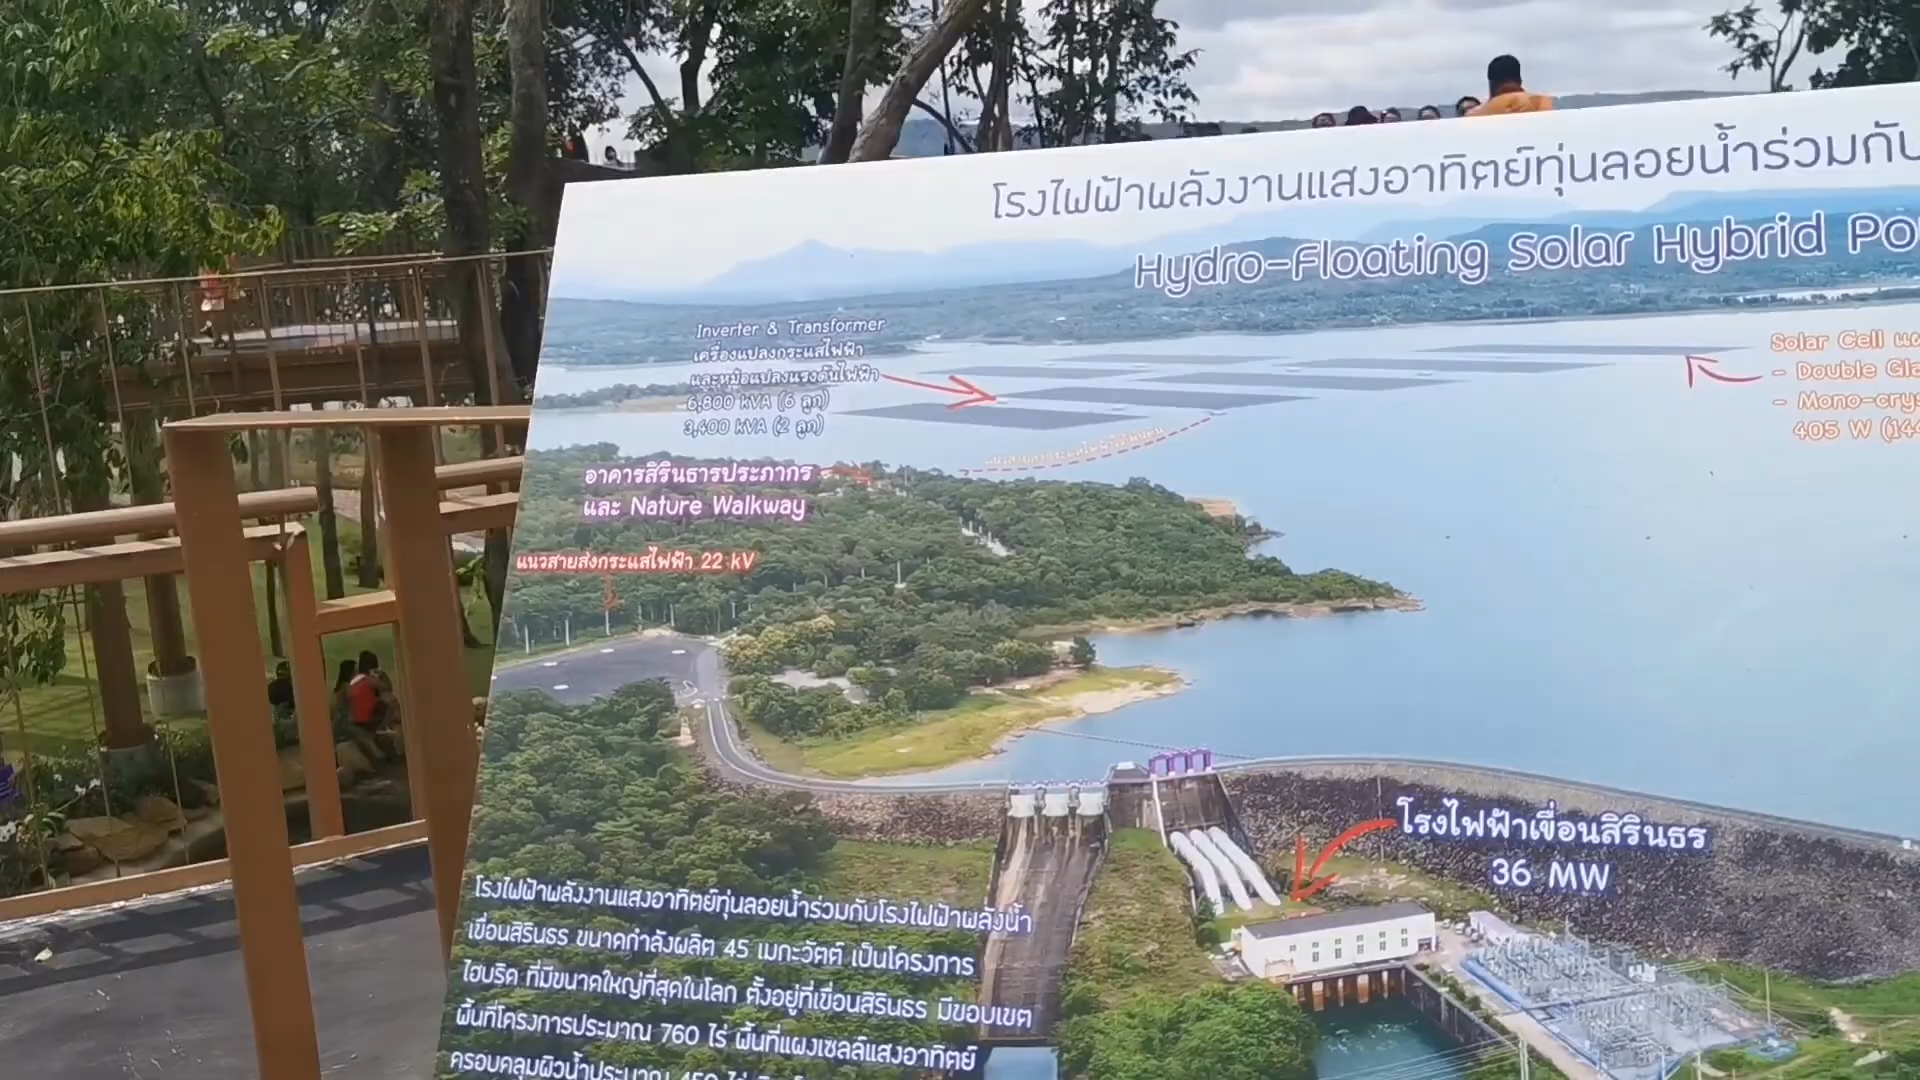 โรงไฟฟ้าพลังงานแสงอาทิตย์ทุ่นลอยน้ำร่วมกับ
Hydro-Floating Solar Hybrid
Inverter & Transformer
เครื่องแปลงกระแสไฟฟ้า
และหม้อแปลงแรงดันไฟฟ้า
6,800 kVA (6 ลูก)
3,400 kVA (2 ลูก)
Solar Cell
- Double
- 
405 W
อาคารสิรินธารประภากร
และ Nature Walkway
แนวสายส่งกระแสไฟฟ้า 22 kV
โรงไฟฟ้าเขื่อนสิรินธร
36 MW
โรงไฟฟ้าพลังงานแสงอาทิตย์ทุ่นลอยน้ำร่วมกับโรงไฟฟ้าพลังน้ำ
เขื่อนสิรินธร ขนาดกำลังผลิต 45 เมกะวัตต์ เป็นโครงการ
ไฮบริด ที่มีขนาดใหญ่ที่สุดในโลก ตั้งอยู่ที่เขื่อนสิรินธร มีขอบเขต
พื้นที่โครงการประมาณ 760 ไร่ พื้นที่แผงเซลล์แสงอาทิตย์
ครอบคลุมผิวน้ำประมาณ